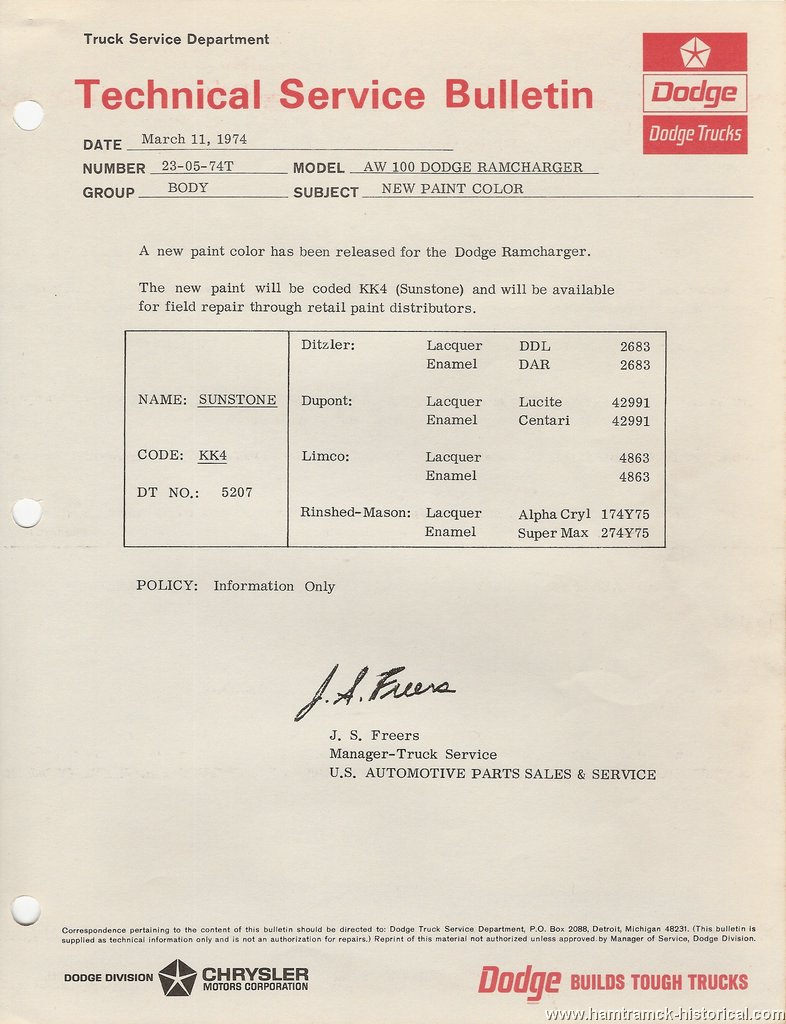 Truck Service Department
Technical Service Bulletin
Dodge
Dodge Trucks
DATE March 11, 1974
NUMBER 23-05-74T MODEL AW 100 DODGE RAMCHARGER
GROUP BODY SUBJECT NEW PAINT COLOR
A new paint color has been released for the Dodge Ramcharger.
The new paint will be coded KK4 (Sunstone) and will be available
for field repair through retail paint distributors.
Ditzler: Lacquer DDL 2683
Enamel DAR 2683
NAME: SUNSTONE Dupont: Lacquer Lucite 42991
Enamel Centari 42991
CODE: KK4 Limco: Lacquer 4863
Enamel 4863
DT NO.: 5207
Rinshed-Mason: Lacquer Alpha Cryl 174Y75
Enamel Super Max 274Y75
POLICY: Information Only
J. S. Freers
J. S. Freers
Manager-Truck Service
U.S. AUTOMOTIVE PARTS SALES & SERVICE
Correspondence pertaining to the content of this bulletin should be directed to: Dodge Truck Service Department, P.O. Box 2088, Detroit, Michigan 48231. (This bulletin is
supplied as technical information only and is not an authorization for repairs.) Reprint of this material not authorized unless approved by Manager of Service, Dodge Division.
DODGE DIVISION CHRYSLER
MOTORS CORPORATION
Dodge BUILDS TOUGH TRUCKS
www.hamtramck-historical.com